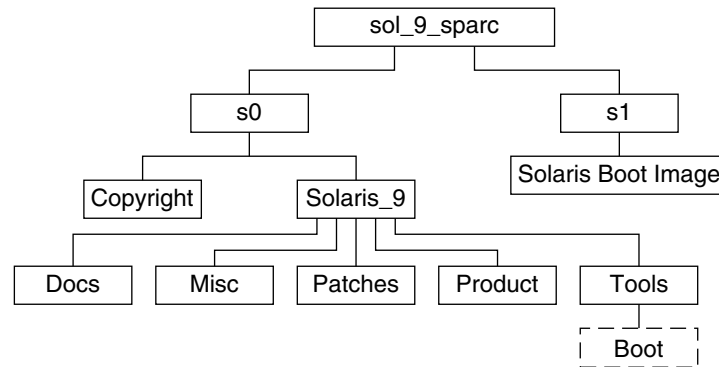 sol_9_sparc
s0
s1
Copyright
Solaris_9
Solaris Boot Image
Docs
Misc
Patches
Product
Tools
Boot